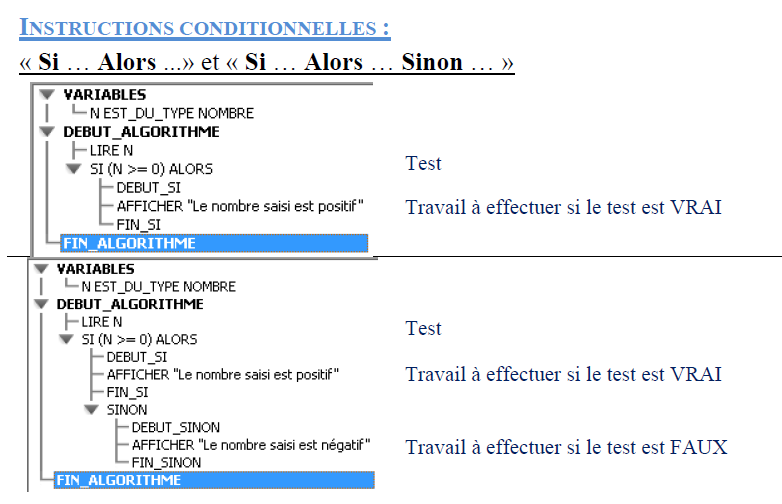 INSTRUCTIONS CONDITIONNELLES :
« Si … Alors ...» et « Si … Alors … Sinon … »
VARIABLES
N EST_DU_TYPE NOMBRE
DEBUT_ALGORITHME
LIRE N
SI (N >= 0) ALORS Test
DEBUT_SI
AFFICHER "Le nombre saisi est positif" Travail à effectuer si le test est VRAI
FIN_SI
FIN_ALGORITHME
VARIABLES
N EST_DU_TYPE NOMBRE
DEBUT_ALGORITHME
LIRE N
SI (N >= 0) ALORS Test
DEBUT_SI
AFFICHER "Le nombre saisi est positif" Travail à effectuer si le test est VRAI
FIN_SI
SINON
DEBUT_SINON
AFFICHER "Le nombre saisi est négatif" Travail à effectuer si le test est FAUX
FIN_SINON
FIN_ALGORITHME